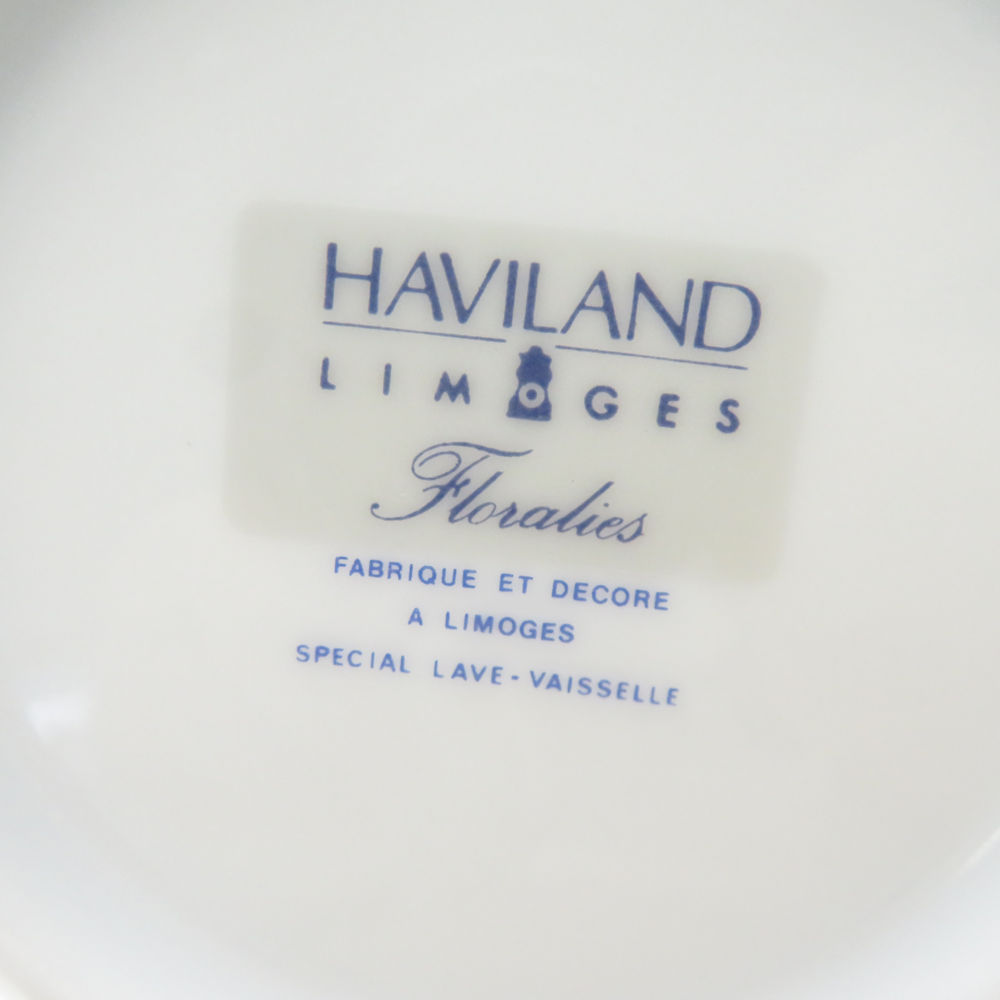 HAVILAND
LIMOGES
Floralies
FABRIQUE ET DECORE
A LIMOGES
SPECIAL LAVE-VAISSELLE